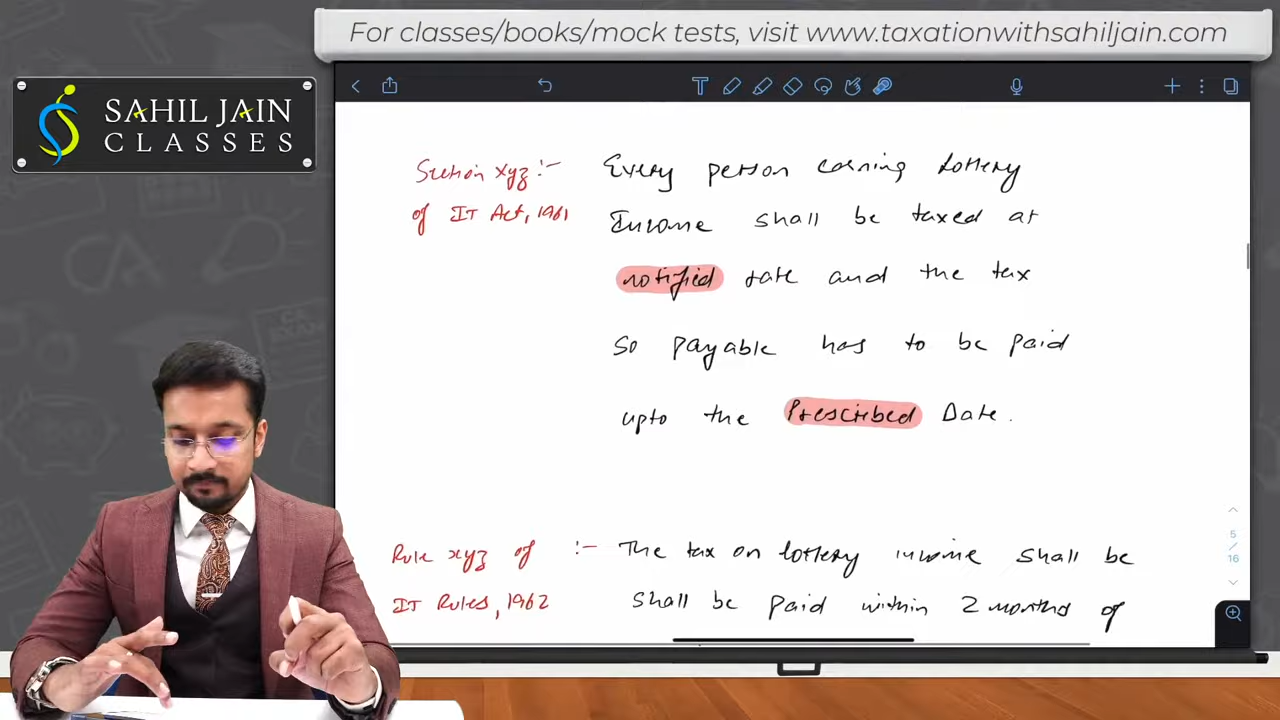 For classes/books/mock tests, visit www.taxationwithsahiljain.com
SAHIL JAIN
CLASSES
Section xyz :-
of IT Act, 1961
Every person earning lottery
Income shall be taxed at
notified rate and the tax
so payable has to be paid
upto the Prescribed Date.
5
/
16
Rule xyz of
IT Rules, 1962
:- The tax on lottery income shall be
shall be paid within 2 months of